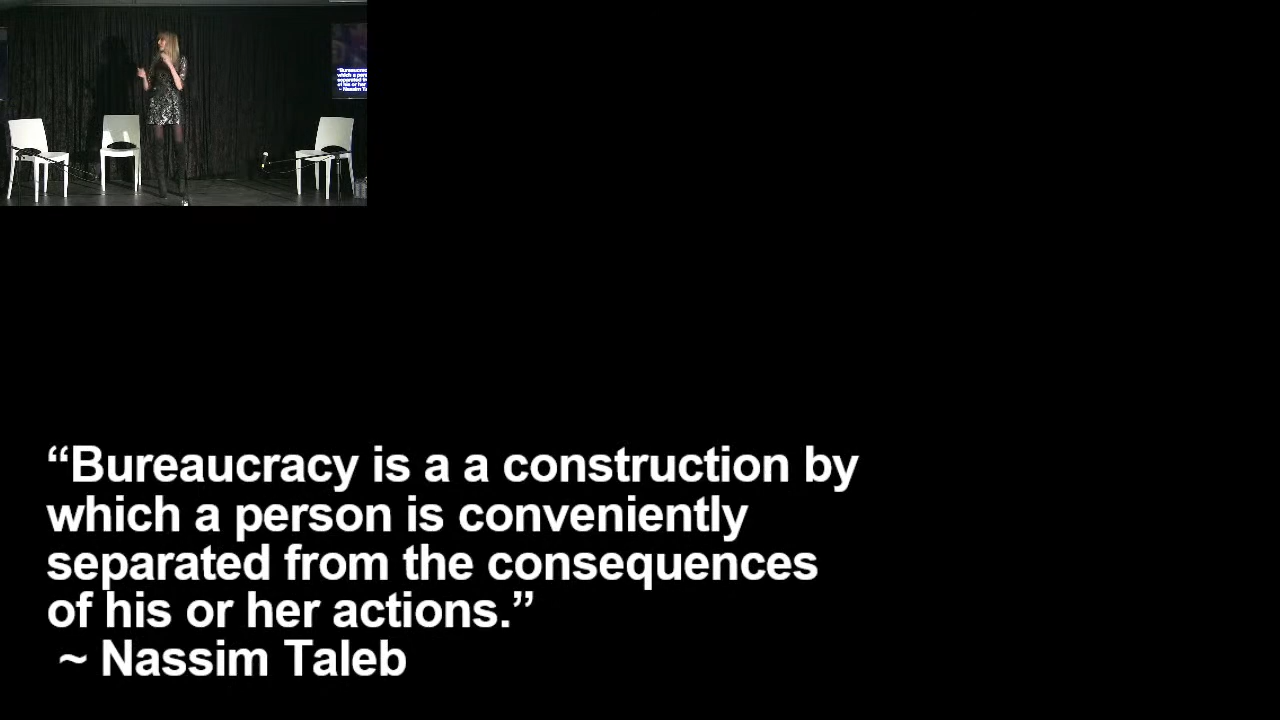 “Bureaucracy is a a construction by
which a person is conveniently
separated from the consequences
of his or her actions.”
~ Nassim Taleb